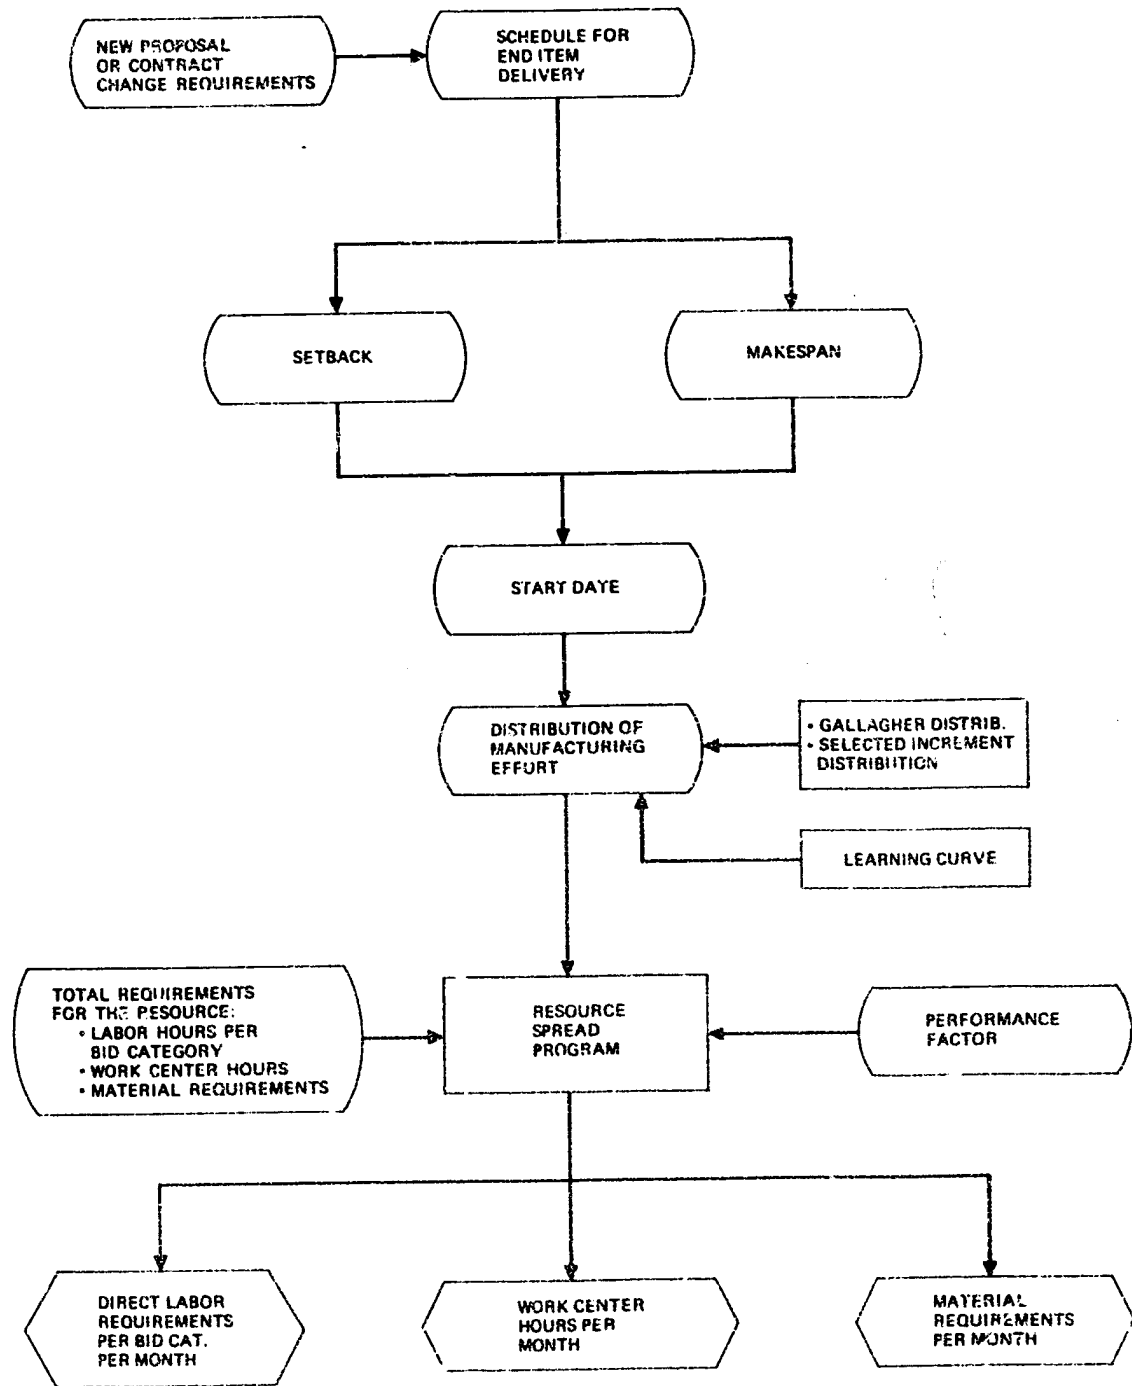 NEW PROPOSAL
OR CONTRACT
CHANGE REQUIREMENTS
SCHEDULE FOR
END ITEM
DELIVERY
SETBACK
MAKESPAN
START DATE
DISTRIBUTION OF
MANUFACTURING
EFFORT
• GALLAGHER DISTRIB.
• SELECTED INCREMENT
DISTRIBUTION
LEARNING CURVE
TOTAL REQUIREMENTS
FOR THE RESOURCE:
• LABOR HOURS PER
BID CATEGORY
• WORK CENTER HOURS
• MATERIAL REQUIREMENTS
RESOURCE
SPREAD
PROGRAM
PERFORMANCE
FACTOR
DIRECT LABOR
REQUIREMENTS
PER BID CAT.
PER MONTH
WORK CENTER
HOURS PER
MONTH
MATERIAL
REQUIREMENTS
PER MONTH